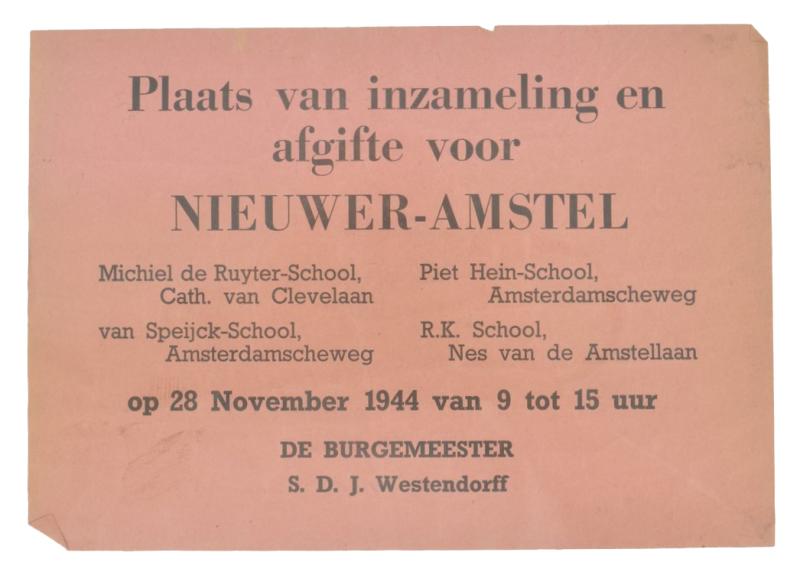 Plaats van inzameling en
afgifte voor
NIEUWER-AMSTEL
Michiel de Ruyter-School,
Cath. van Clevelaan
Piet Hein-School,
Amsterdamscheweg
van Speijck-School,
Amsterdamscheweg
R.K. School,
Nes van de Amstellaan
op 28 November 1944 van 9 tot 15 uur
DE BURGEMEESTER
S. D. J. Westendorff